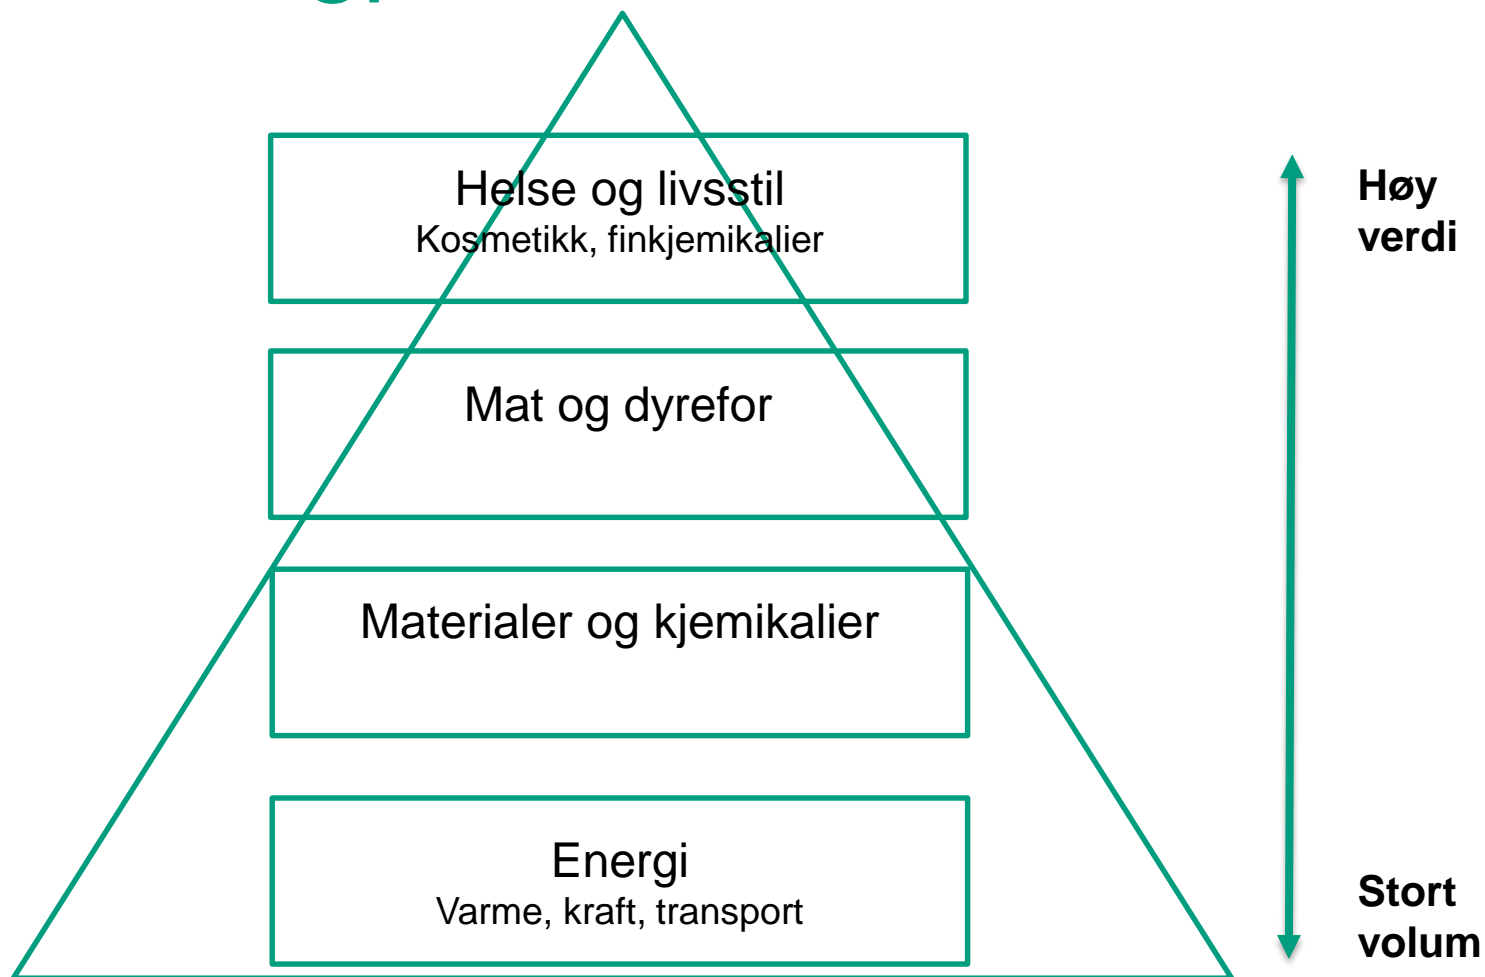 Helse og livsstil
Kosmetikk, finkjemikalier
Høy
verdi
Mat og dyrefor
Materialer og kjemikalier
Energi
Varme, kraft, transport
Stort
volum